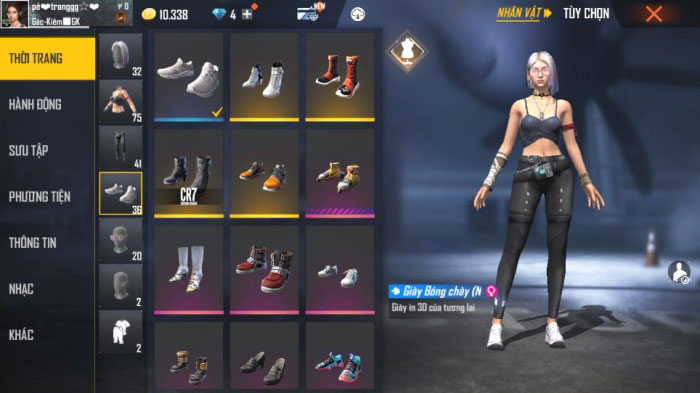 pé❤tranggg☆❤
Gác-Kiếm■GK
10.338
4
NEW
NHÂN VẬT
TÙY CHỌN
THỜI TRANG
HÀNH ĐỘNG
SƯU TẬP
PHƯƠNG TIỆN
THÔNG TIN
NHẠC
KHÁC
32
75
41
36
20
2
2
CR7
Giày Bóng chày (N
Giày in 3D của tương lai